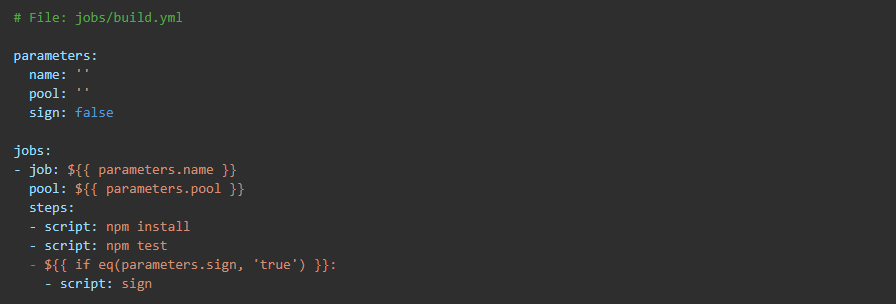 # File: jobs/build.yml

parameters:
  name: ''
  pool: ''
  sign: false

jobs:
- job: ${{ parameters.name }}
  pool: ${{ parameters.pool }}
  steps:
  - script: npm install
  - script: npm test
  - ${{ if eq(parameters.sign, 'true') }}:
    - script: sign